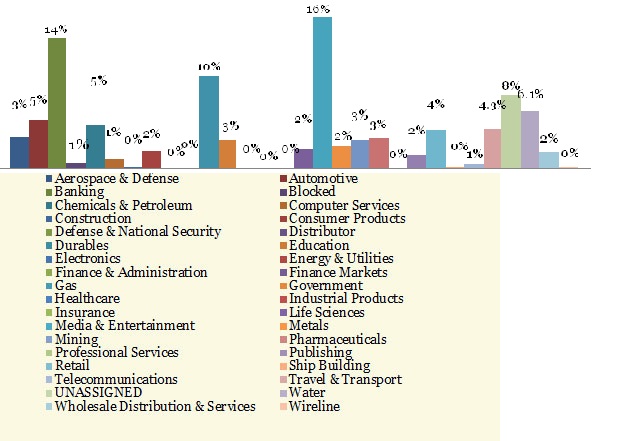 3% 5% 14% 1% 5% 1% 0% 2% 0% 0% 10% 3% 0% 0% 0% 2% 16% 2% 3% 3% 0% 2% 4% 0% 1% 4.3% 8% 6.1% 2% 0%
Aerospace & Defense Automotive
Banking Blocked
Chemicals & Petroleum Computer Services
Construction Consumer Products
Defense & National Security Distributor
Durables Education
Electronics Energy & Utilities
Finance & Administration Finance Markets
Gas Government
Healthcare Industrial Products
Insurance Life Sciences
Media & Entertainment Metals
Mining Pharmaceuticals
Professional Services Publishing
Retail Ship Building
Telecommunications Travel & Transport
UNASSIGNED Water
Wholesale Distribution & Services Wireline